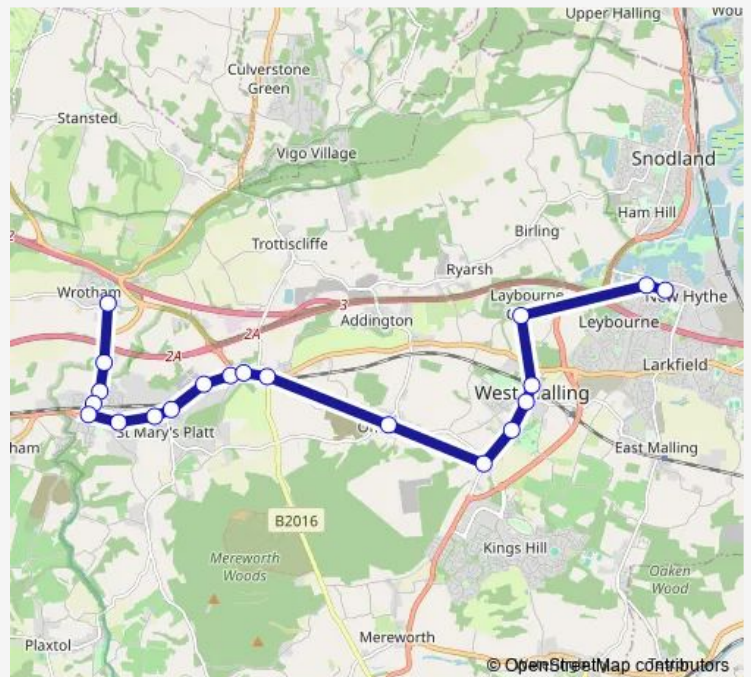 Upper Halling
Wou
Culverstone
Green
Stansted
Vigo Village
Snodland
Ham Hill
Birling
Trottiscliffe
2
Ryarsh
Wrotham
3
Laybourne
New Hythe
Addington
Leybourne
2A
2A
Larkfield
West Malling
St Mary's Platt
ham
East Malling
B2016
Kings Hill
Mereworth
Woods
Oaken
Wood
Mereworth
Plaxtol
© OpenStreetMap contributors